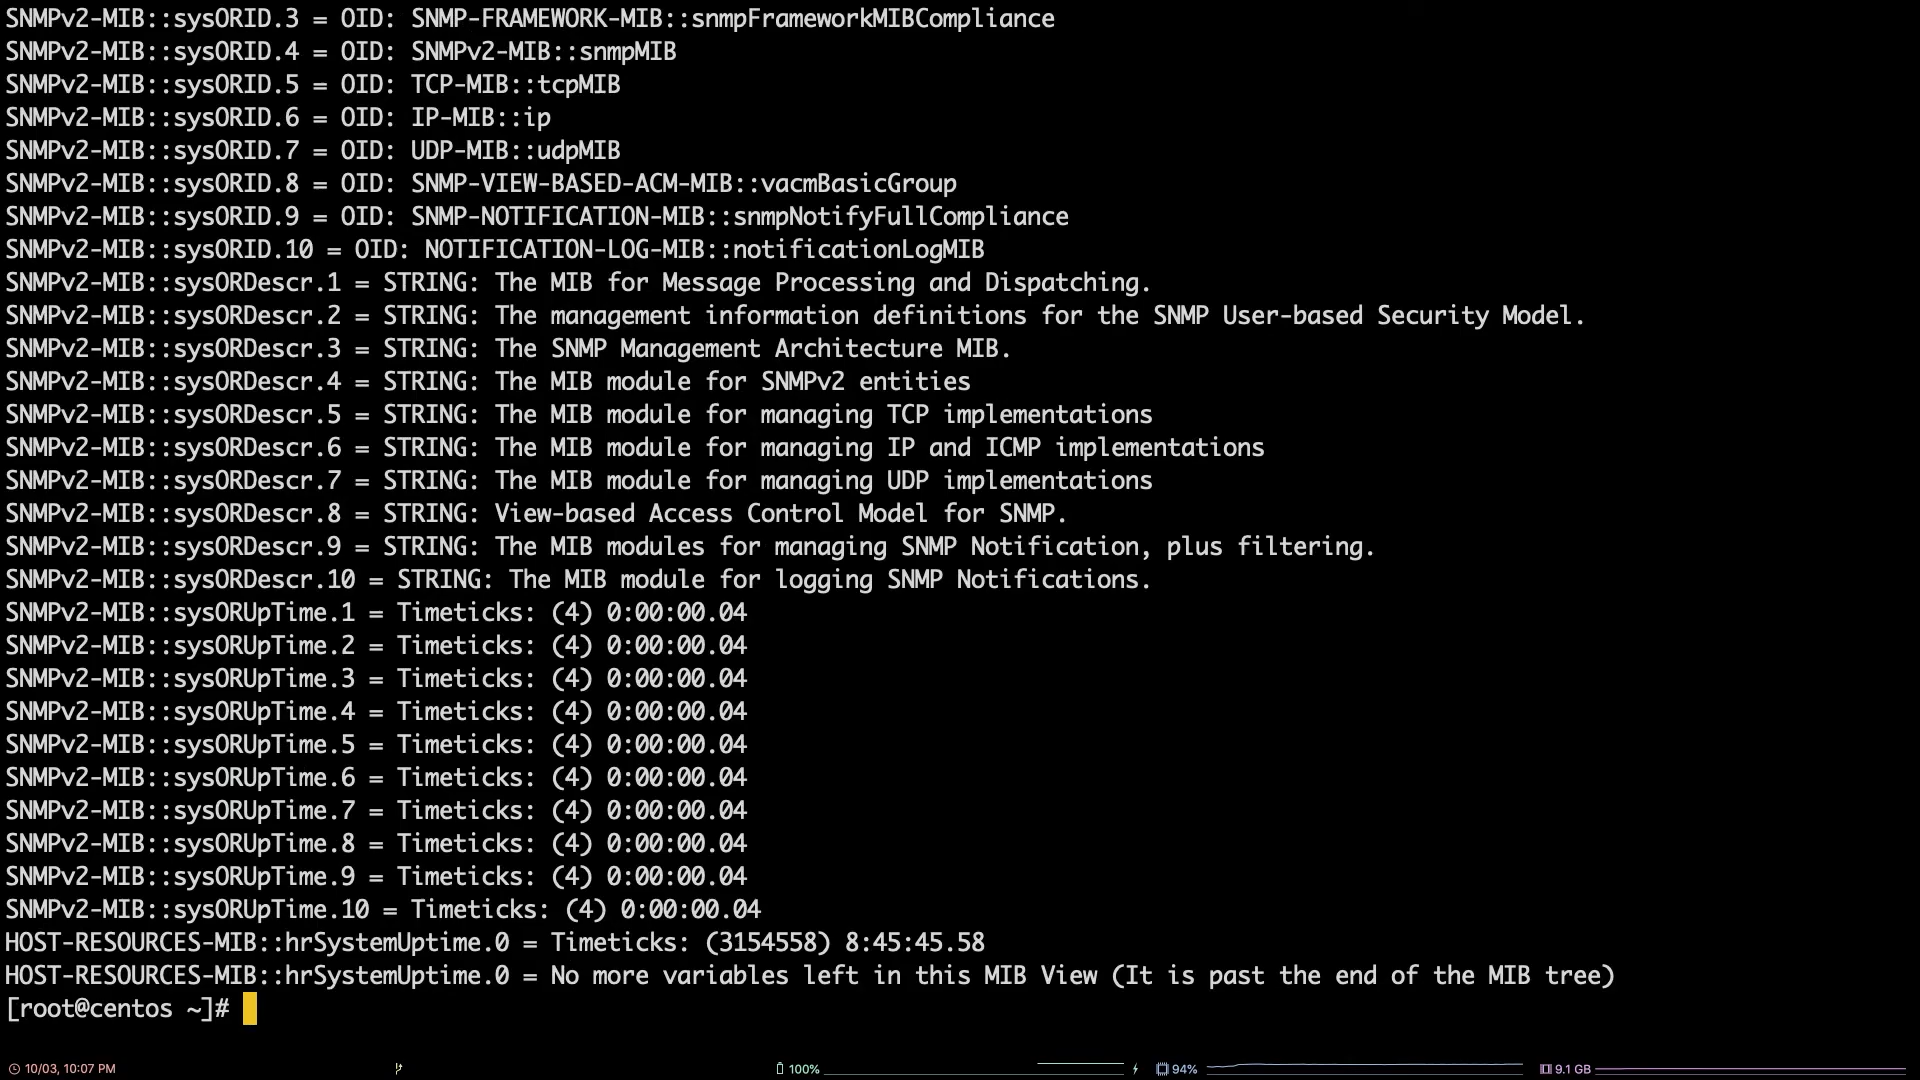 SNMPv2-MIB::sysORID.3 = OID: SNMP-FRAMEWORK-MIB::snmpFrameworkMIBCompliance
SNMPv2-MIB::sysORID.4 = OID: SNMPv2-MIB::snmpMIB
SNMPv2-MIB::sysORID.5 = OID: TCP-MIB::tcpMIB
SNMPv2-MIB::sysORID.6 = OID: IP-MIB::ip
SNMPv2-MIB::sysORID.7 = OID: UDP-MIB::udpMIB
SNMPv2-MIB::sysORID.8 = OID: SNMP-VIEW-BASED-ACM-MIB::vacmBasicGroup
SNMPv2-MIB::sysORID.9 = OID: SNMP-NOTIFICATION-MIB::snmpNotifyFullCompliance
SNMPv2-MIB::sysORID.10 = OID: NOTIFICATION-LOG-MIB::notificationLogMIB
SNMPv2-MIB::sysORDescr.1 = STRING: The MIB for Message Processing and Dispatching.
SNMPv2-MIB::sysORDescr.2 = STRING: The management information definitions for the SNMP User-based Security Model.
SNMPv2-MIB::sysORDescr.3 = STRING: The SNMP Management Architecture MIB.
SNMPv2-MIB::sysORDescr.4 = STRING: The MIB module for SNMPv2 entities
SNMPv2-MIB::sysORDescr.5 = STRING: The MIB module for managing TCP implementations
SNMPv2-MIB::sysORDescr.6 = STRING: The MIB module for managing IP and ICMP implementations
SNMPv2-MIB::sysORDescr.7 = STRING: The MIB module for managing UDP implementations
SNMPv2-MIB::sysORDescr.8 = STRING: View-based Access Control Model for SNMP.
SNMPv2-MIB::sysORDescr.9 = STRING: The MIB modules for managing SNMP Notification, plus filtering.
SNMPv2-MIB::sysORDescr.10 = STRING: The MIB module for logging SNMP Notifications.
SNMPv2-MIB::sysORUpTime.1 = Timeticks: (4) 0:00:00.04
SNMPv2-MIB::sysORUpTime.2 = Timeticks: (4) 0:00:00.04
SNMPv2-MIB::sysORUpTime.3 = Timeticks: (4) 0:00:00.04
SNMPv2-MIB::sysORUpTime.4 = Timeticks: (4) 0:00:00.04
SNMPv2-MIB::sysORUpTime.5 = Timeticks: (4) 0:00:00.04
SNMPv2-MIB::sysORUpTime.6 = Timeticks: (4) 0:00:00.04
SNMPv2-MIB::sysORUpTime.7 = Timeticks: (4) 0:00:00.04
SNMPv2-MIB::sysORUpTime.8 = Timeticks: (4) 0:00:00.04
SNMPv2-MIB::sysORUpTime.9 = Timeticks: (4) 0:00:00.04
SNMPv2-MIB::sysORUpTime.10 = Timeticks: (4) 0:00:00.04
HOST-RESOURCES-MIB::hrSystemUptime.0 = Timeticks: (3154558) 8:45:45.58
HOST-RESOURCES-MIB::hrSystemUptime.0 = No more variables left in this MIB View (It is past the end of the MIB tree)
[root@centos ~]#
10/03, 10:07 PM 100% 94% 9.1 GB